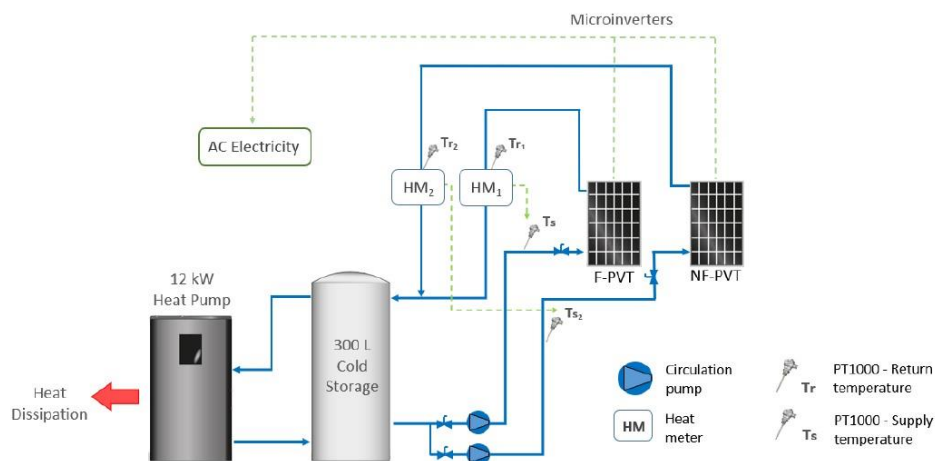 Microinverters
AC Electricity
Tr₂
Tr₁
HM₂
HM₁
Ts
F-PVT
NF-PVT
12 kW
Heat Pump
Ts₂
300 L
Cold
Storage
Heat
Dissipation
Circulation
pump
HM
Heat
meter
Tr
PT1000 - Return
temperature
Ts
PT1000 - Supply
temperature